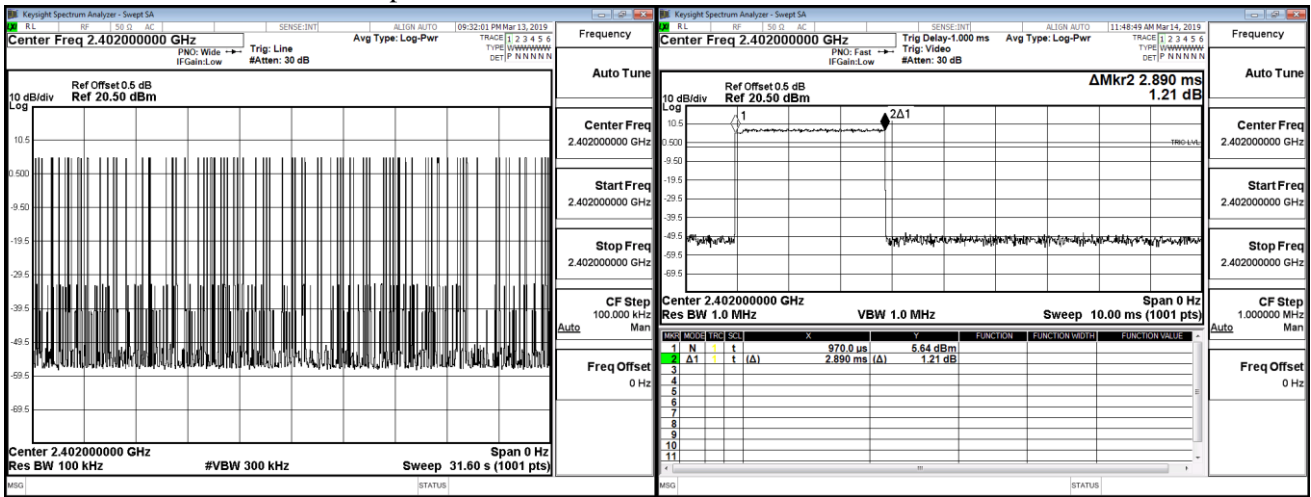 Keysight Spectrum Analyzer - Swept SA
RL RF 50 Ω AC SENSE:INT ALIGN AUTO 09:32:01 PM Mar 13, 2019
Center Freq 2.402000000 GHz
PNO: Wide
IFGain:Low
Trig: Line
#Atten: 30 dB
Avg Type: Log-Pwr
TRACE 1 2 3 4 5 6
TYPE WWWWWW
DET P N N N N N
Ref Offset 0.5 dB
10 dB/div Ref 20.50 dBm
Log
10.5
0.500
-9.50
-19.5
-29.5
-39.5
-49.5
-59.5
-69.5
Center 2.402000000 GHz Span 0 Hz
Res BW 100 kHz #VBW 300 kHz Sweep 31.60 s (1001 pts)
MSG STATUS
Frequency
Auto Tune
Center Freq
2.402000000 GHz
Start Freq
2.402000000 GHz
Stop Freq
2.402000000 GHz
CF Step
100.000 kHz
Auto Man
Freq Offset
0 Hz
Keysight Spectrum Analyzer - Swept SA
RL RF 50 Ω AC SENSE:INT ALIGN AUTO 11:48:49 AM Mar 14, 2019
Center Freq 2.402000000 GHz
PNO: Fast
IFGain:Low
Trig Delay-1.000 ms
Trig: Video
#Atten: 30 dB
Avg Type: Log-Pwr
TRACE 1 2 3 4 5 6
TYPE WWWWWW
DET P N N N N N
ΔMkr2 2.890 ms
1.21 dB
Ref Offset 0.5 dB
10 dB/div Ref 20.50 dBm
Log
1
2Δ1
10.5
0.500
TRIG LVL
-9.50
-19.5
-29.5
-39.5
-49.5
-59.5
-69.5
Center 2.402000000 GHz Span 0 Hz
Res BW 1.0 MHz VBW 1.0 MHz Sweep 10.00 ms (1001 pts)
MKR MODE TRC SCL X Y FUNCTION FUNCTION WIDTH FUNCTION VALUE
1 N 1 t 970.0 µs 5.64 dBm
2 Δ1 1 t (Δ) 2.890 ms (Δ) 1.21 dB
3
4
5
6
7
8
9
10
11
MSG STATUS
Frequency
Auto Tune
Center Freq
2.402000000 GHz
Start Freq
2.402000000 GHz
Stop Freq
2.402000000 GHz
CF Step
1.000000 MHz
Auto Man
Freq Offset
0 Hz